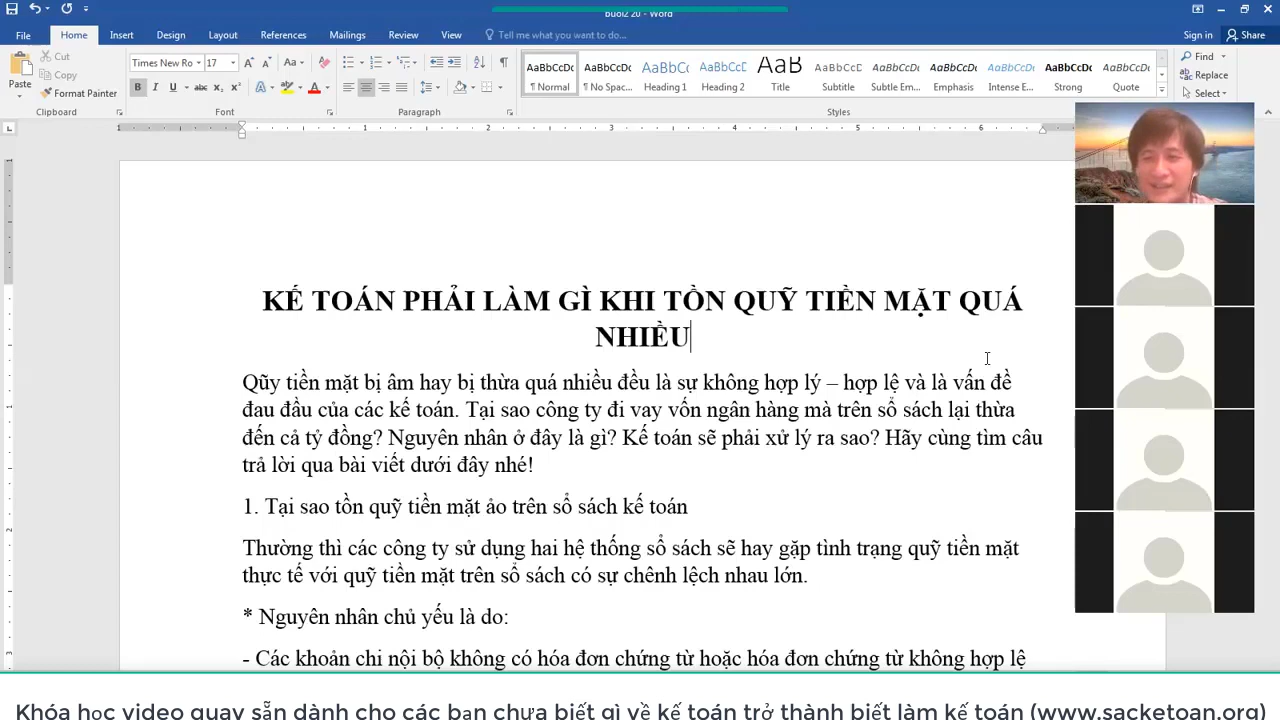 buoi2 20 - Word
File Home Insert Design Layout References Mailings Review View Tell me what you want to do... Sign in Share
Paste Cut Copy Format Painter
Times New Ro 17
AaBbCcDc AaBbCcDc AaBbCc AaBbCcD AaB AaBbCcD AaBbCcDc AaBbCcDc AaBbCcDc AaBbCcDc AaBbCcDc
¶ Normal ¶ No Spac... Heading 1 Heading 2 Title Subtitle Subtle Em... Emphasis Intense E... Strong Quote
Find Replace Select
Clipboard Font Paragraph Styles
KẾ TOÁN PHẢI LÀM GÌ KHI TỒN QUỸ TIỀN MẶT QUÁ
NHIỀU
Qũy tiền mặt bị âm hay bị thừa quá nhiều đều là sự không hợp lý – hợp lệ và là vấn đề
đau đầu của các kế toán. Tại sao công ty đi vay vốn ngân hàng mà trên sổ sách lại thừa
đến cả tỷ đồng? Nguyên nhân ở đây là gì? Kế toán sẽ phải xử lý ra sao? Hãy cùng tìm câu
trả lời qua bài viết dưới đây nhé!
1. Tại sao tồn quỹ tiền mặt ảo trên sổ sách kế toán
Thường thì các công ty sử dụng hai hệ thống sổ sách sẽ hay gặp tình trạng quỹ tiền mặt
thực tế với quỹ tiền mặt trên sổ sách có sự chênh lệch nhau lớn.
* Nguyên nhân chủ yếu là do:
- Các khoản chi nội bộ không có hóa đơn chứng từ hoặc hóa đơn chứng từ không hợp lệ
Khóa học video quay sẵn dành cho các bạn chưa biết gì về kế toán trở thành biết làm kế toán (www.sacketoan.org)